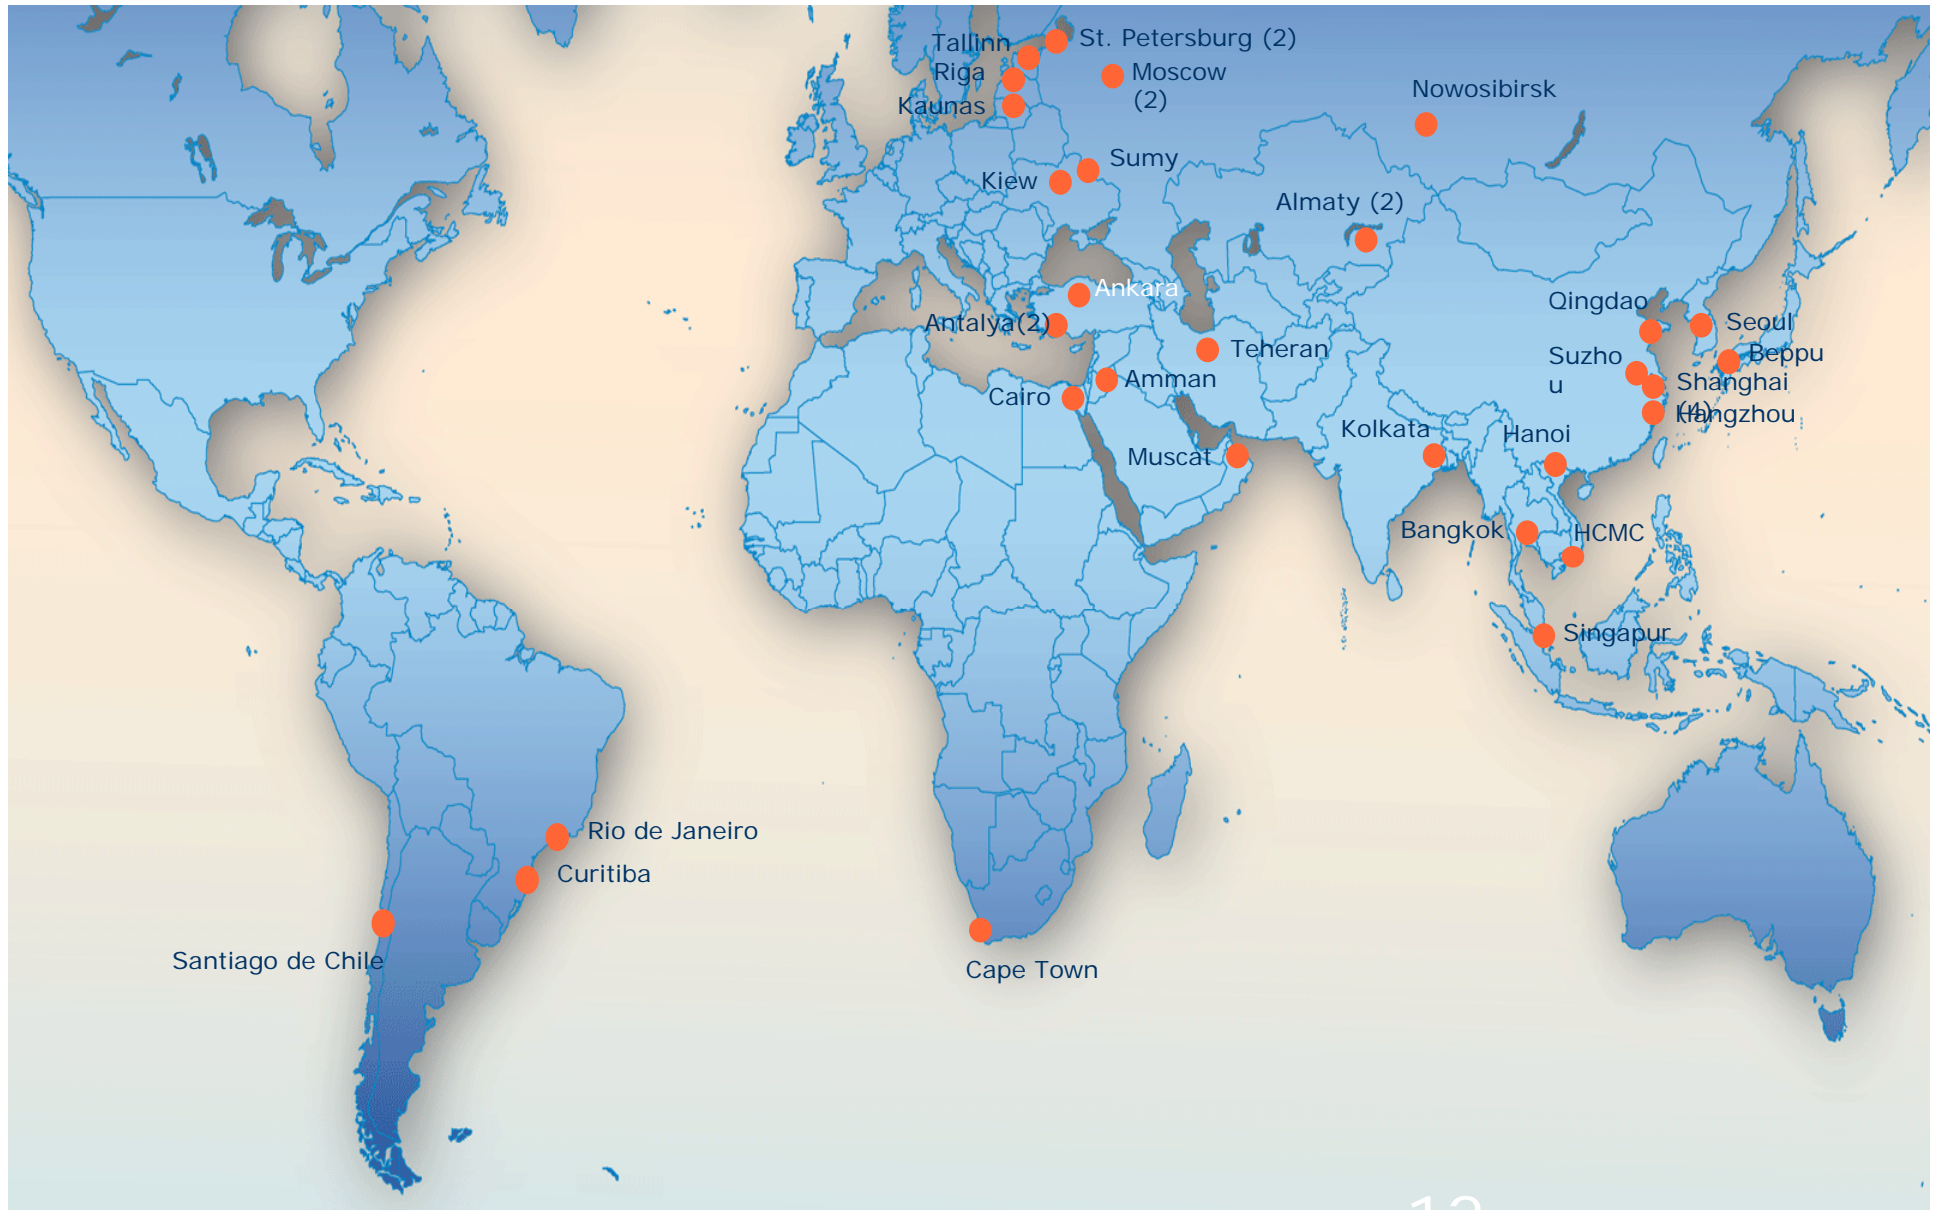 St. Petersburg (2)
Tallinn
Riga
Moscow
(2)
Nowosibirsk
Kaunas
Sumy
Kiew
Almaty (2)
Ankara
Qingdao
Antalya(2)
Seoul
Teheran
Beppu
Suzho
u
Amman
Shanghai
(4)
Cairo
Hangzhou
Kolkata
Hanoi
Muscat
Bangkok
HCMC
Singapur
Rio de Janeiro
Curitiba
Santiago de Chile
Cape Town